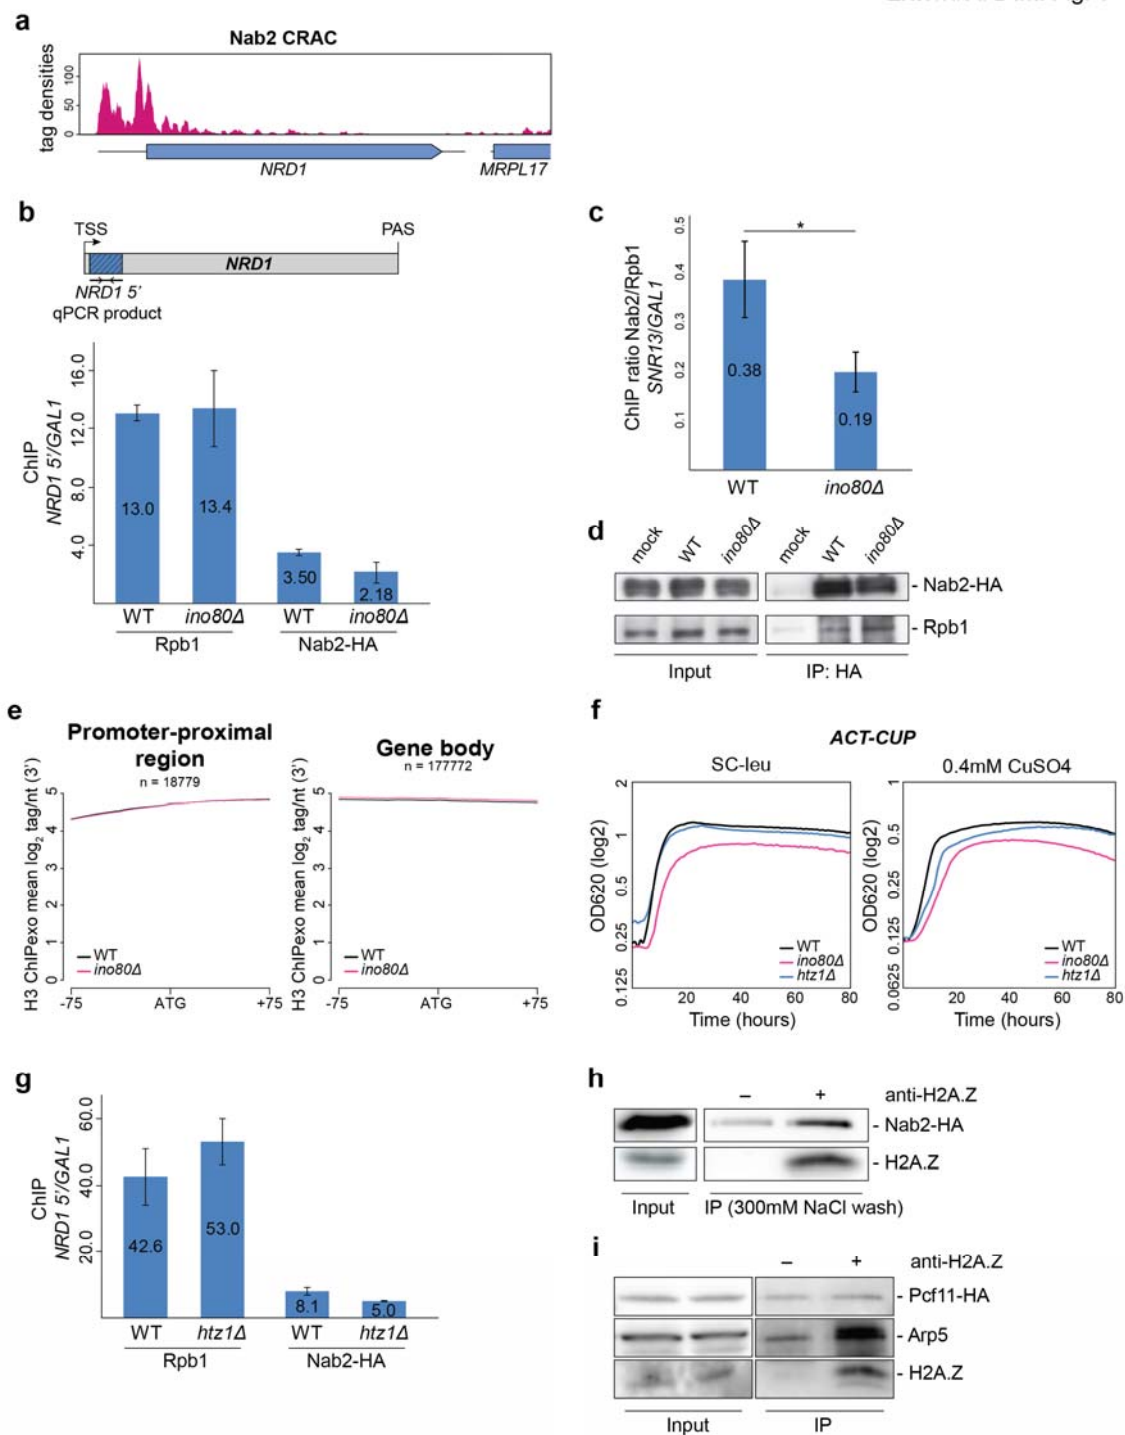 a
Nab2 CRAC
tag densities
100
50
0
NRD1
MRPL17
b
TSS
PAS
NRD1
NRD1 5’
qPCR product
ChIP
NRD1 5’/GAL1
16.0
12.0
8.0
4.0
13.0
13.4
3.50
2.18
WT
ino80Δ
WT
ino80Δ
Rpb1
Nab2-HA
c
ChIP ratio Nab2/Rpb1
SNR13/GAL1
0.5
0.4
0.3
0.2
0.1
*
0.38
0.19
WT
ino80Δ
d
mock
WT
ino80Δ
mock
WT
ino80Δ
- Nab2-HA
- Rpb1
Input
IP: HA
e
Promoter-proximal
region
n = 18779
H3 ChIPexo mean log2 tag/nt (3’)
5
4
3
2
1
0
WT
ino80Δ
-75
ATG
+75
Gene body
n = 177772
H3 ChIPexo mean log2 tag/nt (3’)
5
4
3
2
1
0
WT
ino80Δ
-75
ATG
+75
f
ACT-CUP
SC-leu
OD620 (log2)
2
1
0.5
0.25
0.125
WT
ino80Δ
htz1Δ
20
40
60
80
Time (hours)
0.4mM CuSO4
OD620 (log2)
1
0.5
0.25
0.125
0.0625
WT
ino80Δ
htz1Δ
20
40
60
80
Time (hours)
g
ChIP
NRD1 5’/GAL1
60.0
40.0
20.0
42.6
53.0
8.1
5.0
WT
htz1Δ
WT
htz1Δ
Rpb1
Nab2-HA
h
–
+
anti-H2A.Z
- Nab2-HA
- H2A.Z
Input
IP (300mM NaCl wash)
i
–
+
anti-H2A.Z
- Pcf11-HA
- Arp5
- H2A.Z
Input
IP